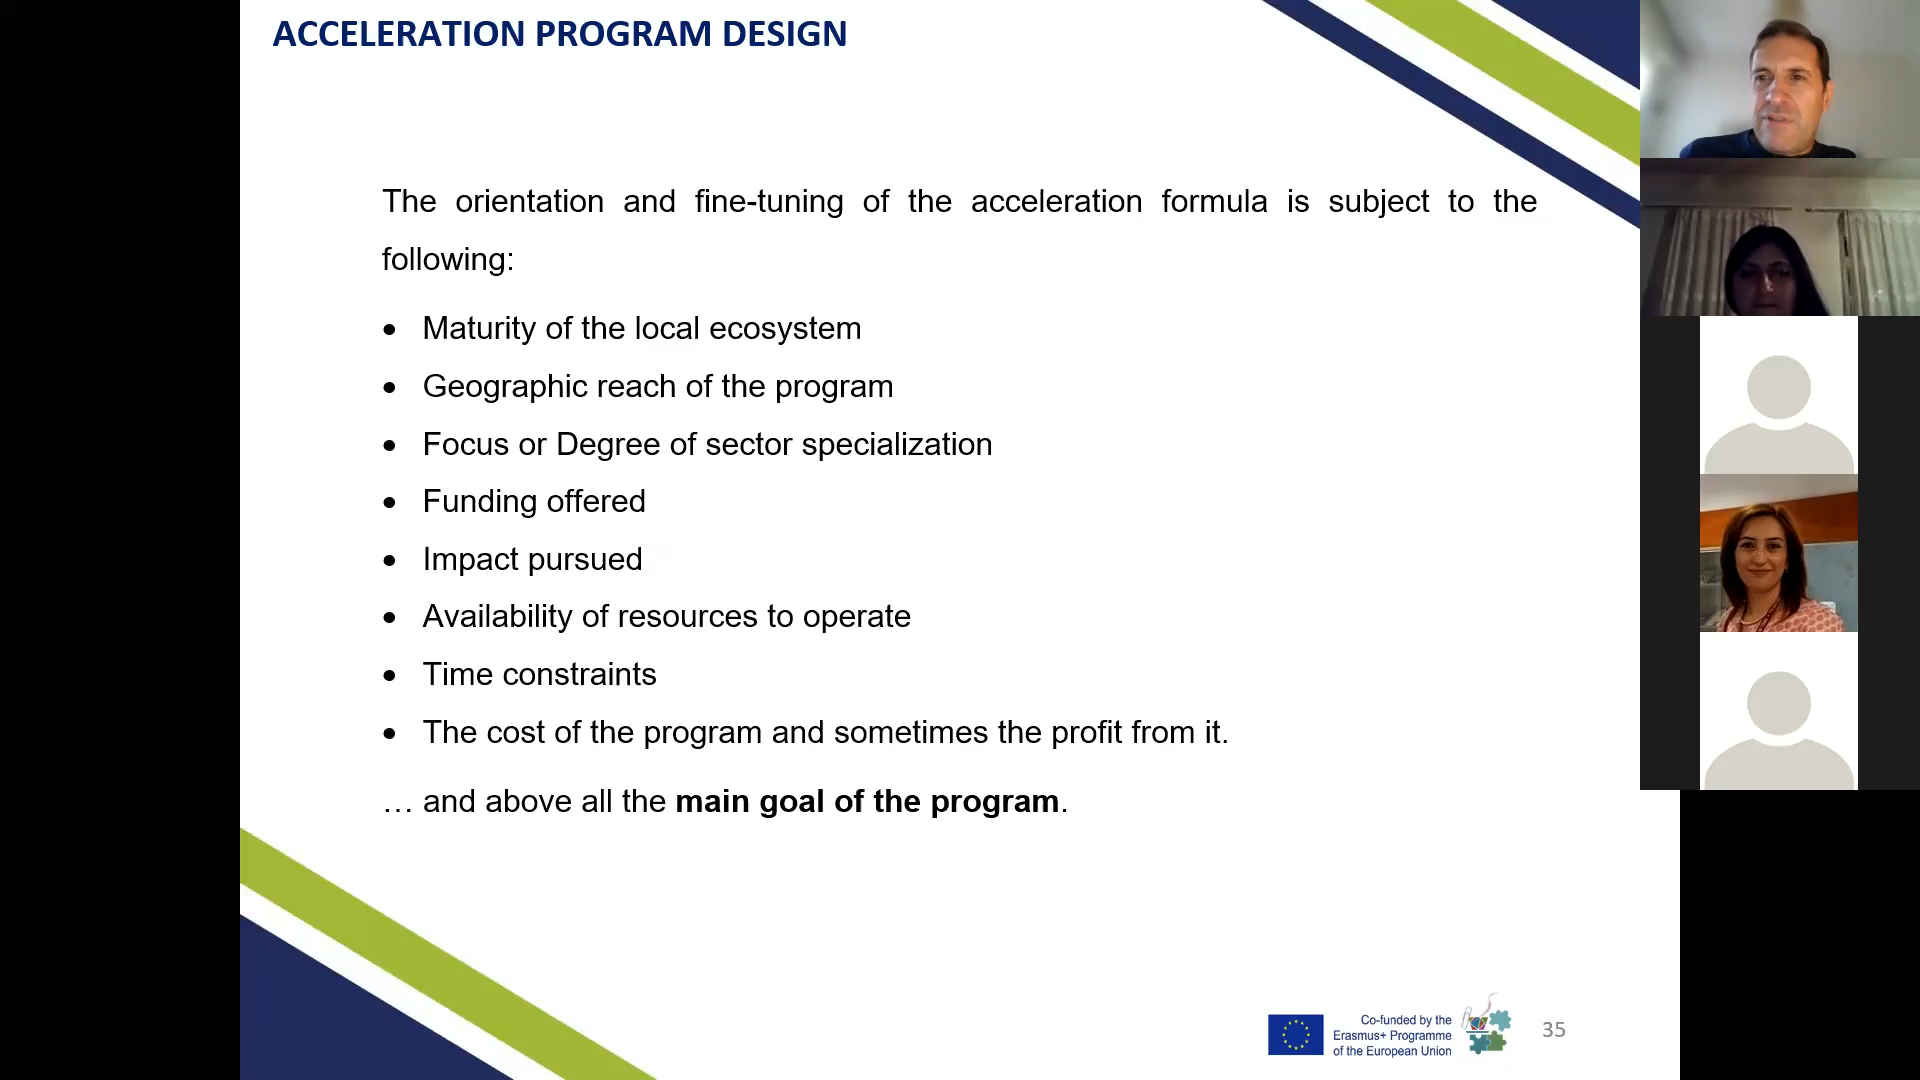 ACCELERATION PROGRAM DESIGN
The orientation and fine-tuning of the acceleration formula is subject to the
following:
• Maturity of the local ecosystem
• Geographic reach of the program
• Focus or Degree of sector specialization
• Funding offered
• Impact pursued
• Availability of resources to operate
• Time constraints
• The cost of the program and sometimes the profit from it.
… and above all the main goal of the program.
Co-funded by the
Erasmus+ Programme
of the European Union
35